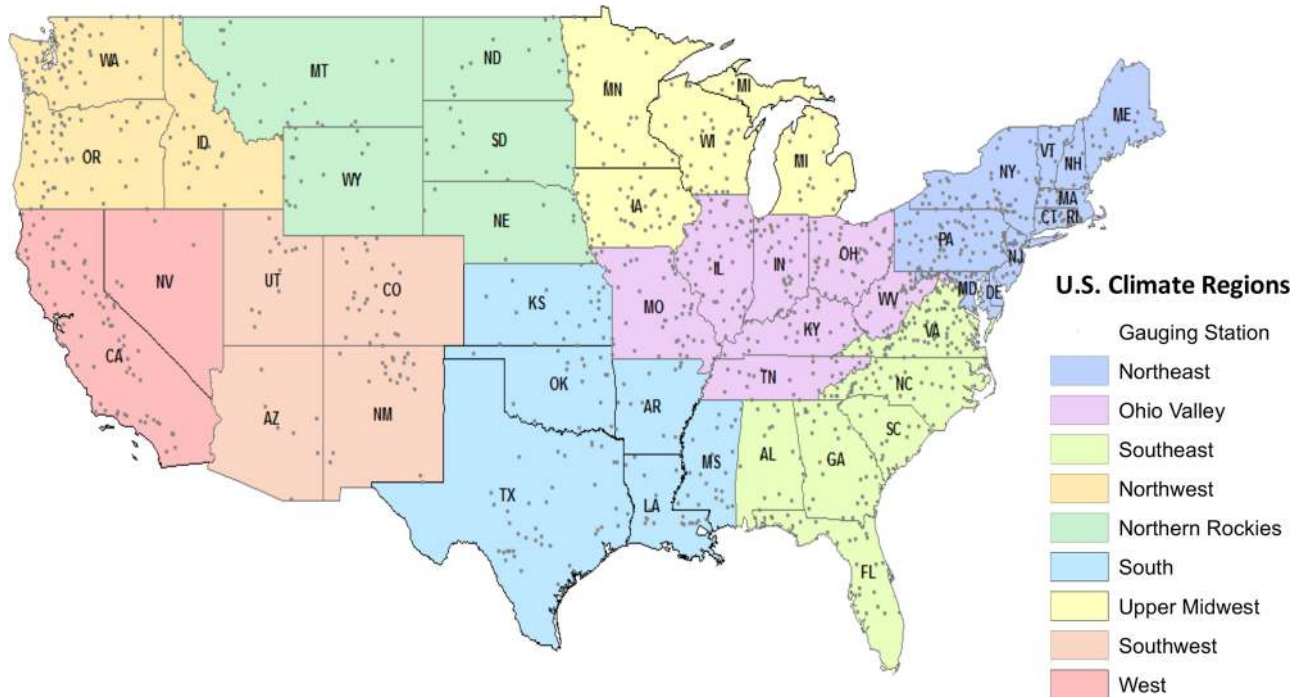 WA
MT
ND
MN
MI
ME
OR
ID
SD
WI
MI
NY
VT
NH
WY
IA
MA
NE
CT
RI
PA
NJ
NV
UT
CO
IL
IN
OH
WV
MD
DE
CA
KS
MO
KY
VA
AZ
NM
OK
AR
TN
NC
SC
TX
LA
MS
AL
GA
FL
U.S. Climate Regions
Gauging Station
Northeast
Ohio Valley
Southeast
Northwest
Northern Rockies
South
Upper Midwest
Southwest
West